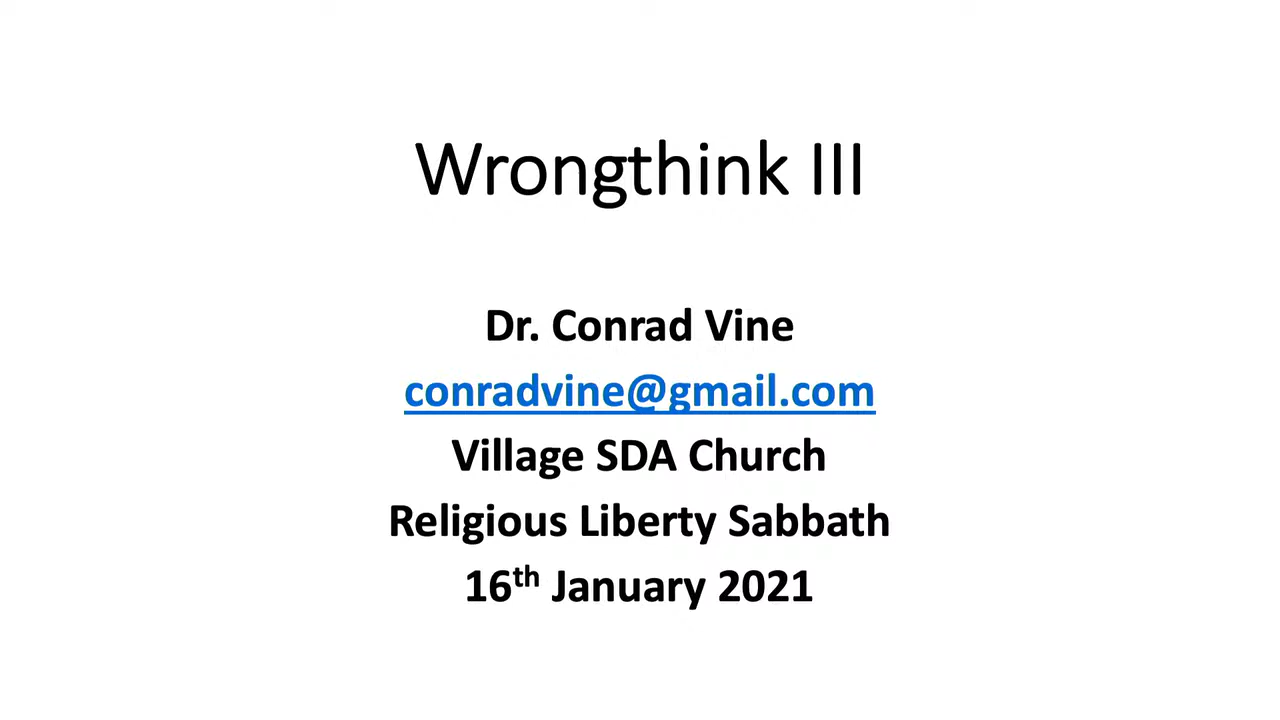 Wrongthink III
Dr. Conrad Vine
conradvine@gmail.com
Village SDA Church
Religious Liberty Sabbath
16th January 2021